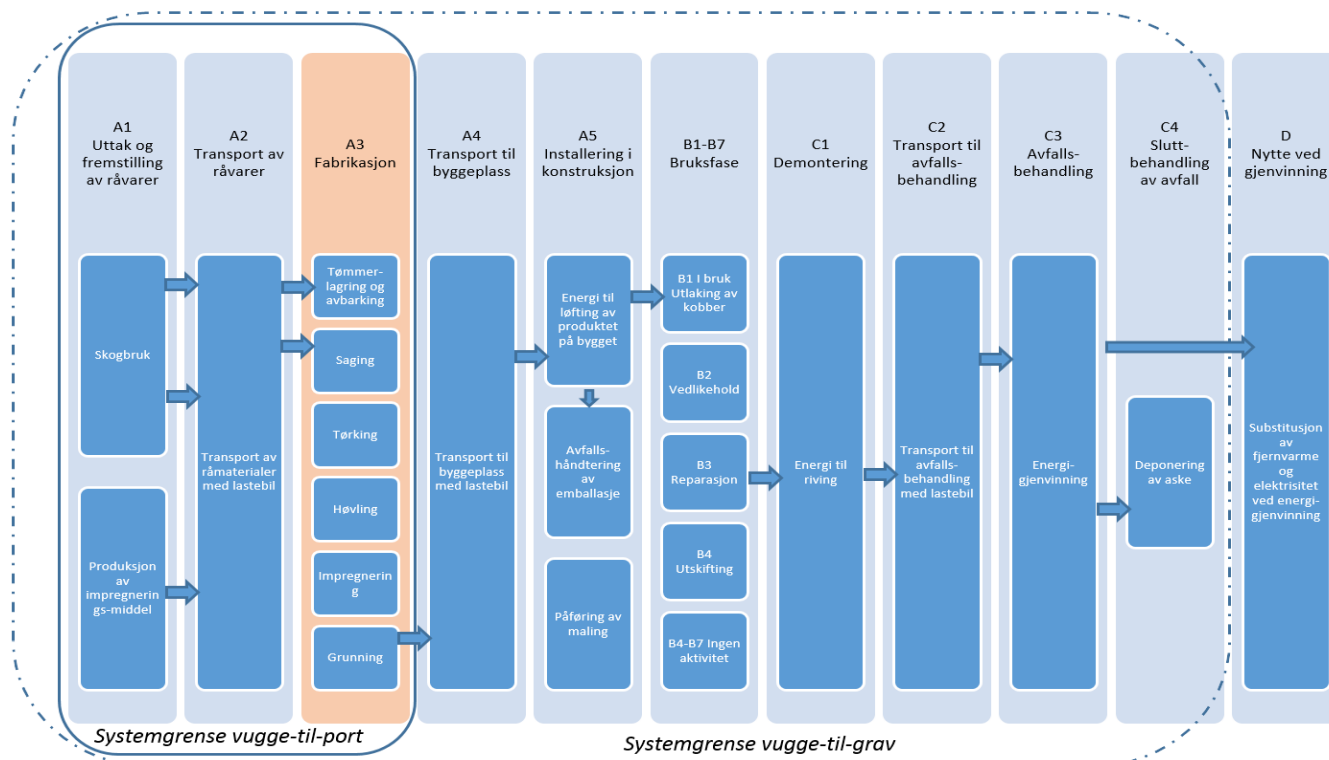 A1
Uttak og
fremstilling
av råvarer
A2
Transport av
råvarer
A3
Fabrikasjon
A4
Transport til
byggeplass
A5
Installering i
konstruksjon
B1-B7
Bruksfase
C1
Demontering
C2
Transport til
avfalls-
behandling
C3
Avfalls-
behandling
C4
Slutt-
behandling
av avfall
D
Nytte ved
gjenvinning
Skogbruk
Produksjon
av
impregnering
s-middel
Transport av
råmaterialer
med lastebil
Tømmer-
lagring og
avbarking
Saging
Tørking
Høvling
Impregnerin
g
Grunning
Transport til
byggeplass
med lastebil
Energi til
løfting av
produktet
på bygget
Avfalls-
håndtering
av
emballasje
Påføring av
maling
B1 I bruk
Utlaking av
kobber
B2
Vedlikehold
B3
Reparasjon
B4
Utskifting
B4-B7 Ingen
aktivitet
Energi til
riving
Transport til
avfalls-
behandling
med lastebil
Energi-
gjenvinning
Deponering
av aske
Substitusjon
av
fjernvarme
og
elektrisitet
ved energi-
gjenvinning
Systemgrense vugge-til-port
Systemgrense vugge-til-grav